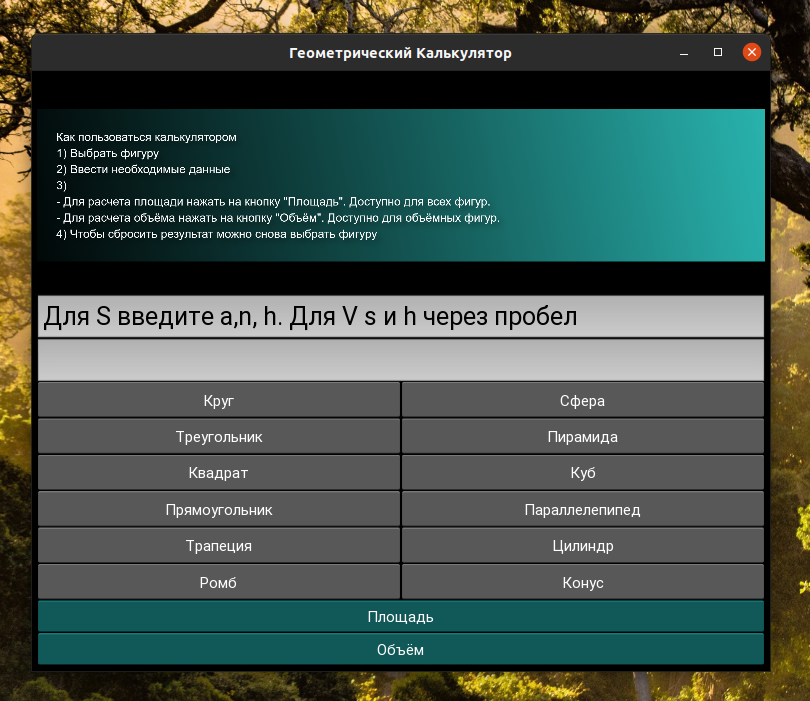 Геометрический Калькулятор
Как пользоваться калькулятором
1) Выбрать фигуру
2) Ввести необходимые данные
3)
- Для расчета площади нажать на кнопку "Площадь". Доступно для всех фигур.
- Для расчета объёма нажать на кнопку "Объём". Доступно для объёмных фигур.
4) Чтобы сбросить результат можно снова выбрать фигуру
Для S введите a,n, h. Для V s и h через пробел
Круг
Сфера
Треугольник
Пирамида
Квадрат
Куб
Прямоугольник
Параллелепипед
Трапеция
Цилиндр
Ромб
Конус
Площадь
Объём